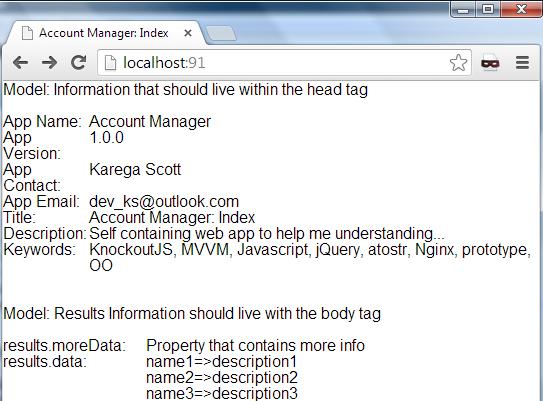 Account Manager: Index
localhost:91
Model: Information that should live within the head tag
App Name: Account Manager
App Version: 1.0.0
App Contact: Karega Scott
App Email: dev_ks@outlook.com
Title: Account Manager: Index
Description: Self containing web app to help me understanding...
Keywords: KnockoutJS, MVVM, Javascript, jQuery, atostr, Nginx, prototype,
OO
Model: Results Information should live with the body tag
results.moreData: Property that contains more info
results.data: name1=>description1
name2=>description2
name3=>description3